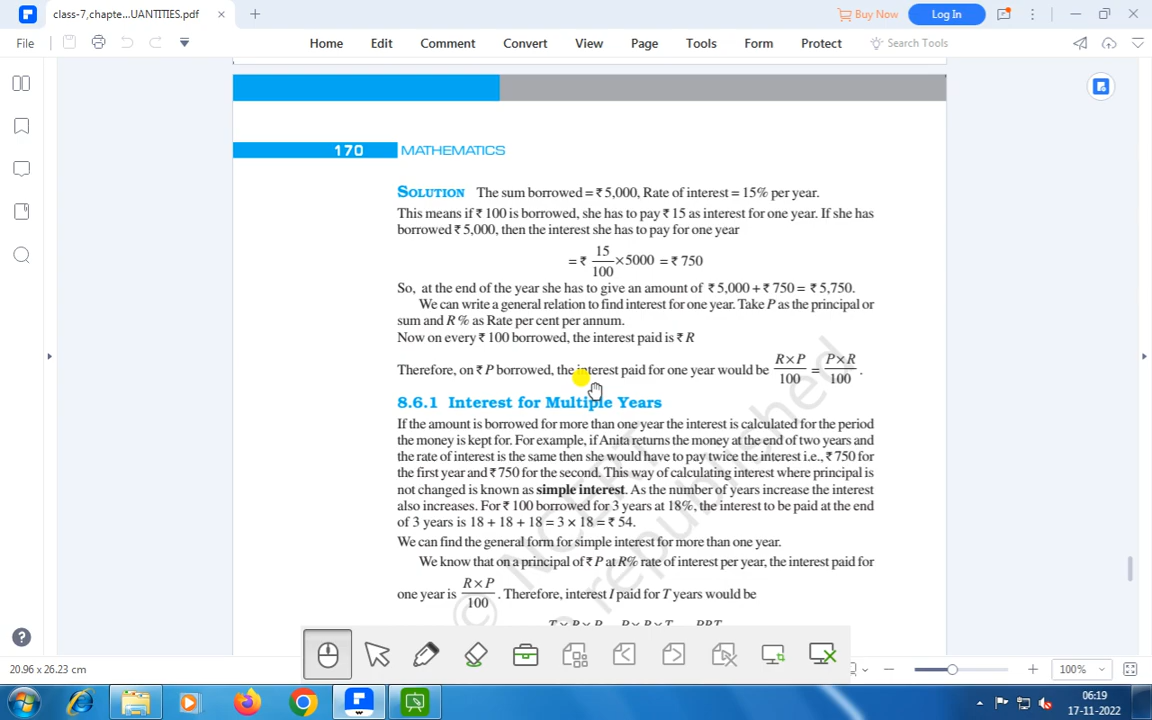 class-7,chapte...UANTITIES.pdf
Buy Now
Log In
File
Home
Edit
Comment
Convert
View
Page
Tools
Form
Protect
Search Tools
170 MATHEMATICS
SOLUTION The sum borrowed = ₹ 5,000, Rate of interest = 15% per year.
This means if ₹ 100 is borrowed, she has to pay ₹ 15 as interest for one year. If she has
borrowed ₹ 5,000, then the interest she has to pay for one year
= ₹ 15/100 ×5000 = ₹ 750
So, at the end of the year she has to give an amount of ₹ 5,000 + ₹ 750 = ₹ 5,750.
We can write a general relation to find interest for one year. Take P as the principal or
sum and R % as Rate per cent per annum.
Now on every ₹ 100 borrowed, the interest paid is ₹ R
Therefore, on ₹ P borrowed, the interest paid for one year would be R×P/100 = P×R/100 .
8.6.1 Interest for Multiple Years
If the amount is borrowed for more than one year the interest is calculated for the period
the money is kept for. For example, if Anita returns the money at the end of two years and
the rate of interest is the same then she would have to pay twice the interest i.e., ₹ 750 for
the first year and ₹ 750 for the second. This way of calculating interest where principal is
not changed is known as simple interest. As the number of years increase the interest
also increases. For ₹ 100 borrowed for 3 years at 18%, the interest to be paid at the end
of 3 years is 18 + 18 + 18 = 3 × 18 = ₹ 54.
We can find the general form for simple interest for more than one year.
We know that on a principal of ₹ P at R% rate of interest per year, the interest paid for
one year is R×P/100 . Therefore, interest I paid for T years would be
© NCERT
republished
20.96 x 26.23 cm
100%
06:19
17-11-2022